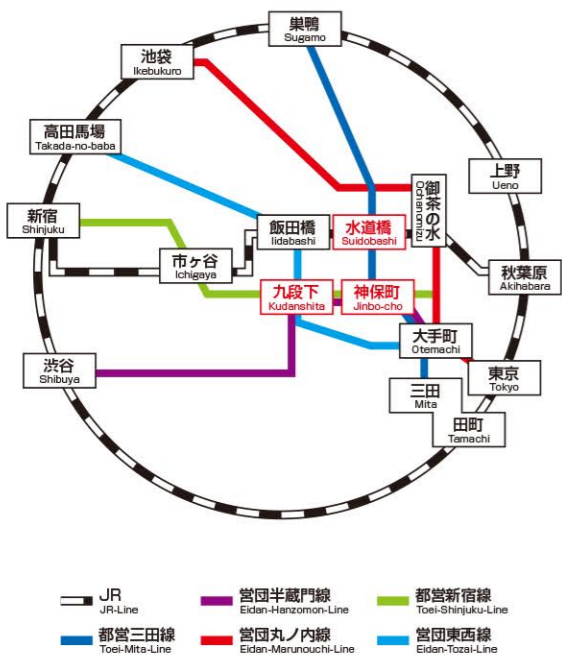 巣鴨
Sugamo
池袋
Ikebukuro
高田馬場
Takada-no-baba
上野
Ueno
御茶の水
Ochanomizu
新宿
Shinjuku
飯田橋
Iidabashi
水道橋
Suidobashi
市ヶ谷
Ichigaya
秋葉原
Akihabara
九段下
Kudanshita
神保町
Jinbo-cho
大手町
Otemachi
渋谷
Shibuya
東京
Tokyo
三田
Mita
田町
Tamachi
JR
JR-Line
営団半蔵門線
Eidan-Hanzomon-Line
都営新宿線
Toei-Shinjuku-Line
都営三田線
Toei-Mita-Line
営団丸ノ内線
Eidan-Marunouchi-Line
営団東西線
Eidan-Tozai-Line